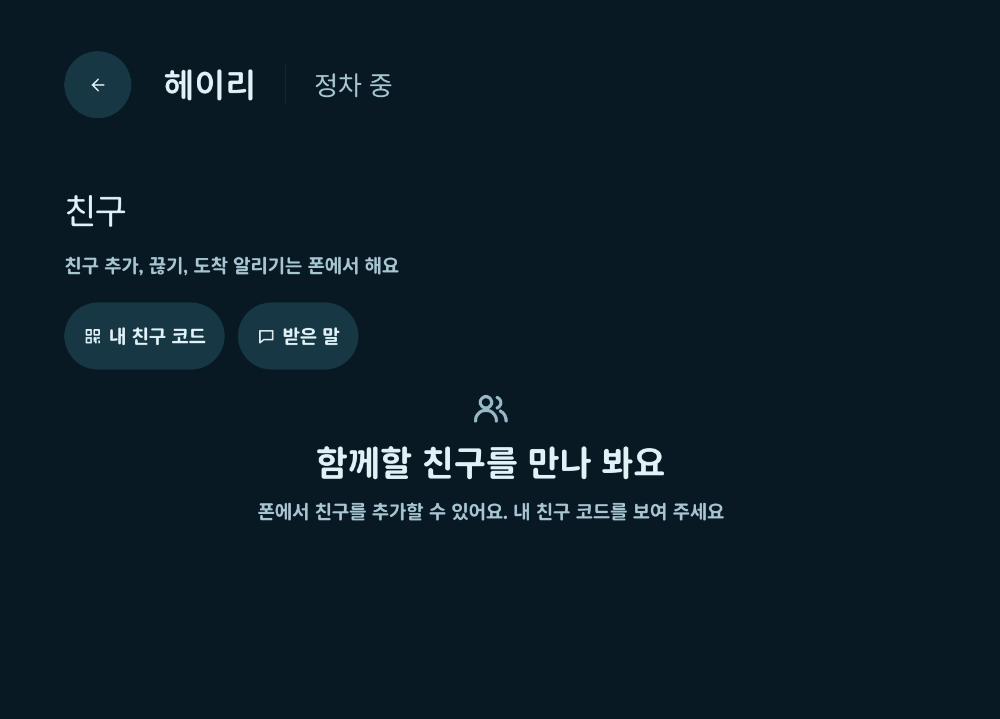 헤이리 정차 중
친구
친구 추가, 끊기, 도착 알리기는 폰에서 해요
내 친구 코드 받은 말
함께할 친구를 만나 봐요
폰에서 친구를 추가할 수 있어요. 내 친구 코드를 보여 주세요